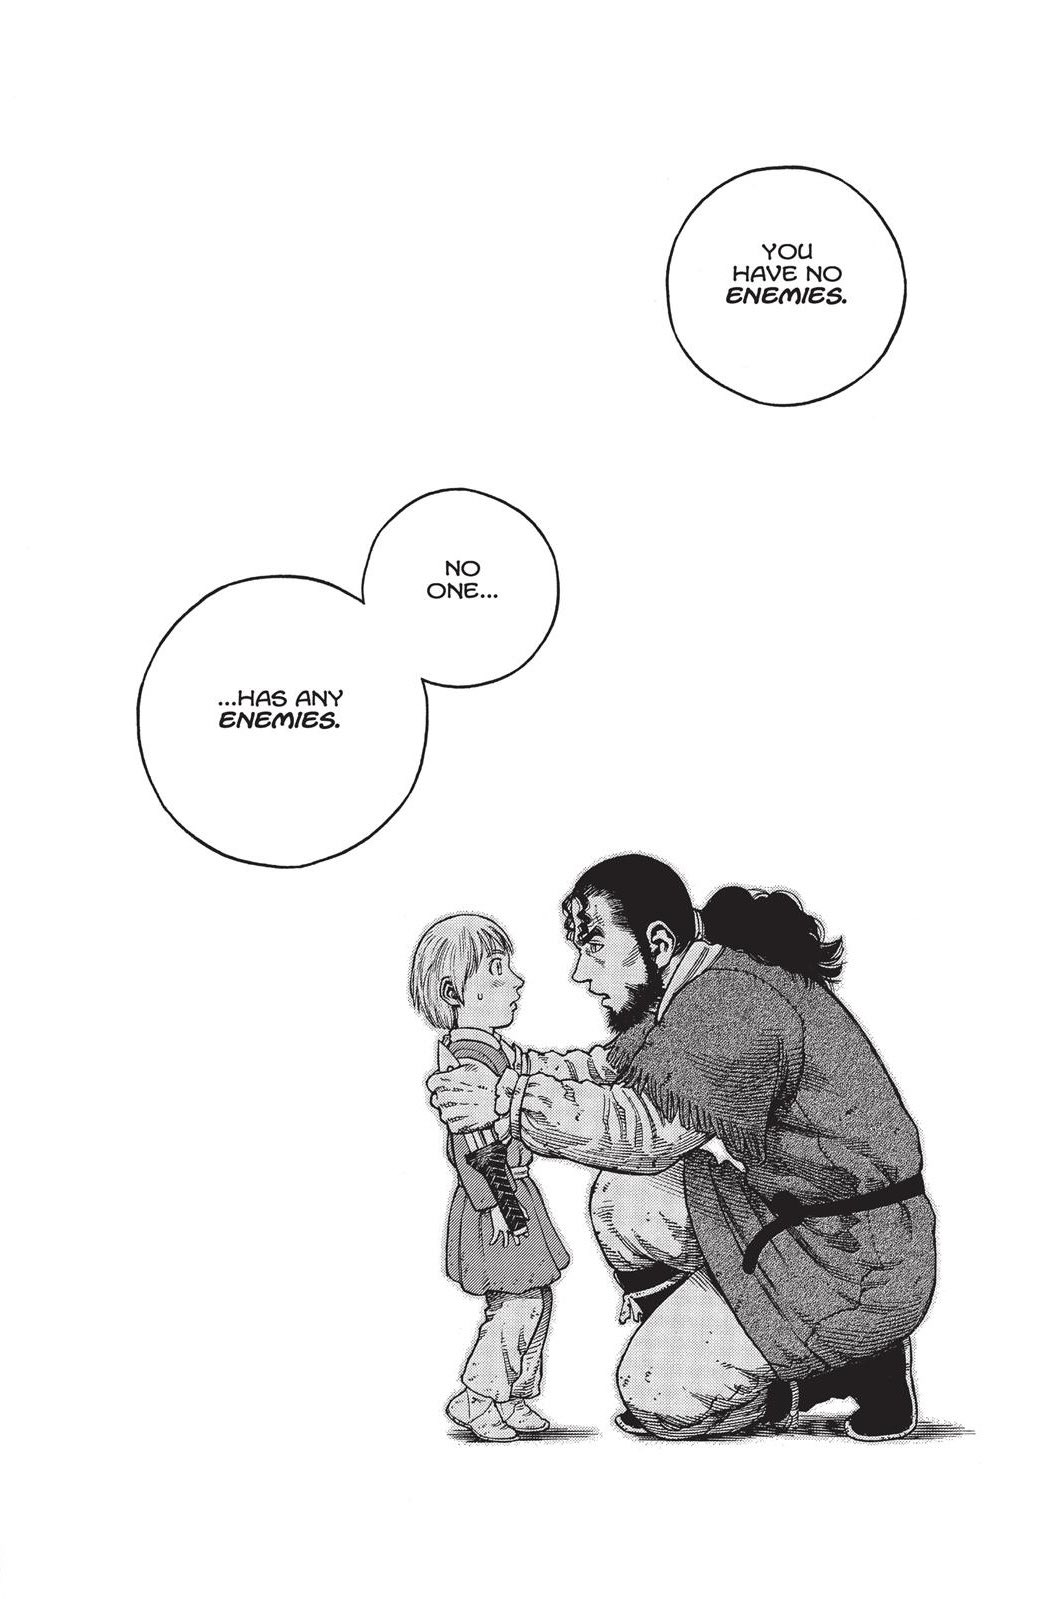 YOU
HAVE NO
ENEMIES.
NO
ONE...
...HAS ANY
ENEMIES.